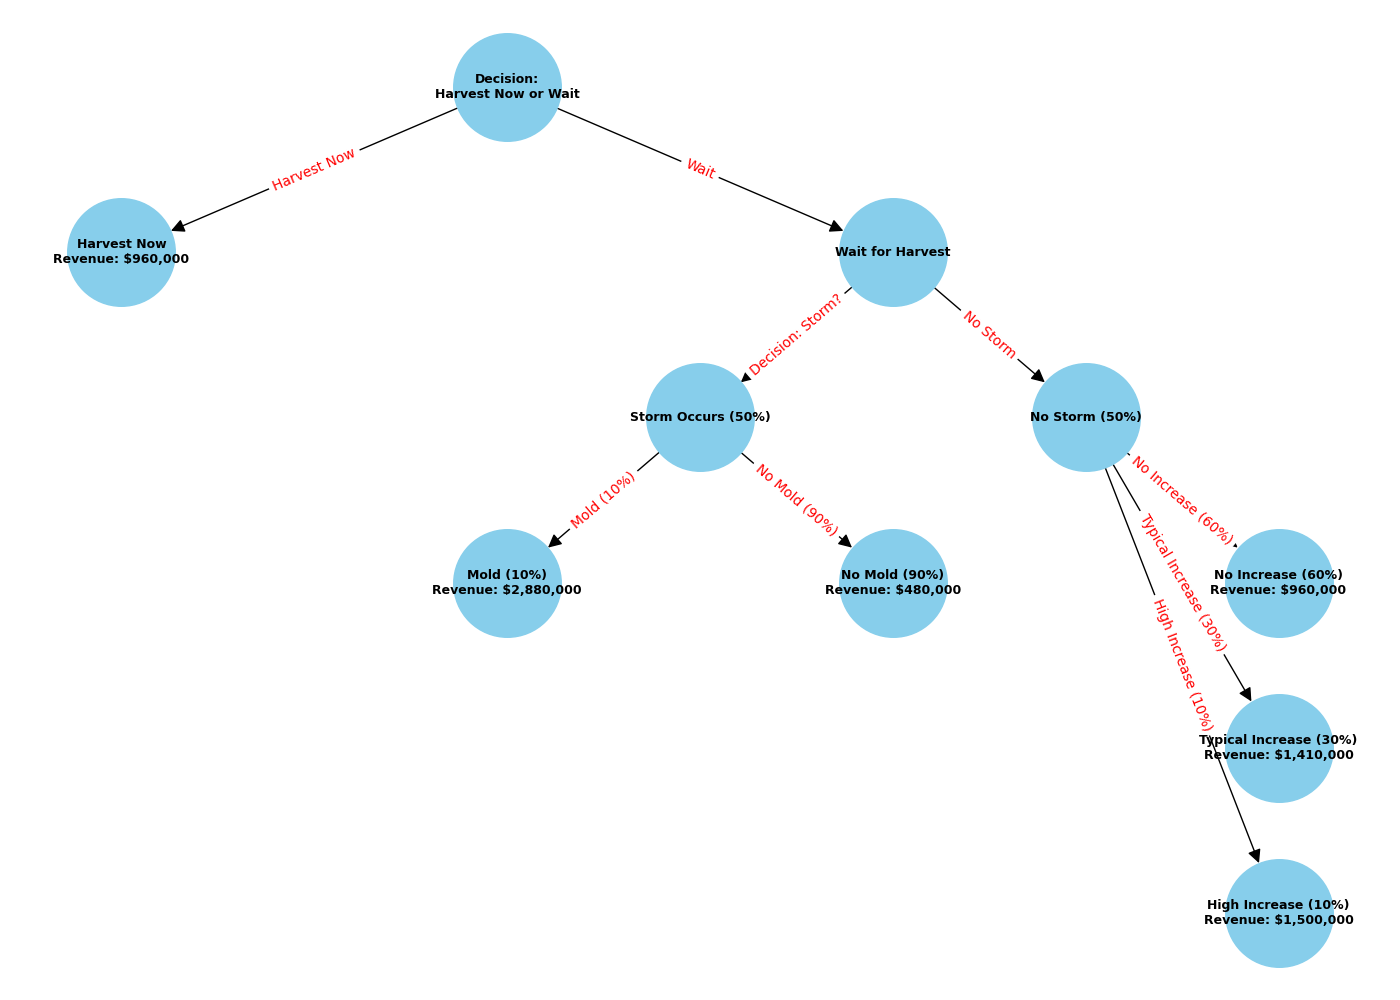 Decision:
Harvest Now or Wait
Harvest Now
Wait
Harvest Now
Revenue: $960,000
Wait for Harvest
Decision: Storm?
No Storm
Storm Occurs (50%)
No Storm (50%)
Mold (10%)
No Mold (90%)
No Increase (60%)
Typical Increase (30%)
High Increase (10%)
Mold (10%)
Revenue: $2,880,000
No Mold (90%)
Revenue: $480,000
No Increase (60%)
Revenue: $960,000
Typical Increase (30%)
Revenue: $1,410,000
High Increase (10%)
Revenue: $1,500,000